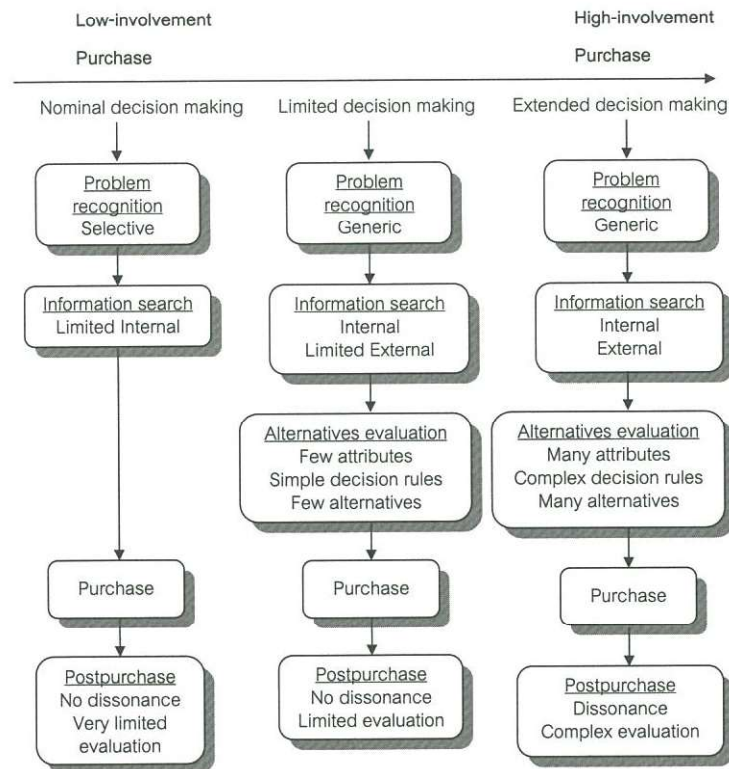 Low-involvement
Purchase
High-involvement
Purchase
Nominal decision making
Limited decision making
Extended decision making
Problem
recognition
Selective
Problem
recognition
Generic
Problem
recognition
Generic
Information search
Limited Internal
Information search
Internal
Limited External
Information search
Internal
External
Alternatives evaluation
Few attributes
Simple decision rules
Few alternatives
Alternatives evaluation
Many attributes
Complex decision rules
Many alternatives
Purchase
Purchase
Purchase
Postpurchase
No dissonance
Very limited
evaluation
Postpurchase
No dissonance
Limited evaluation
Postpurchase
Dissonance
Complex evaluation